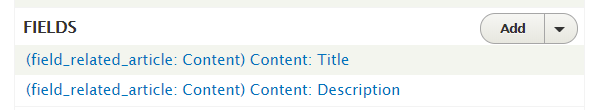 FIELDS Add
(field_related_article: Content) Content: Title
(field_related_article: Content) Content: Description